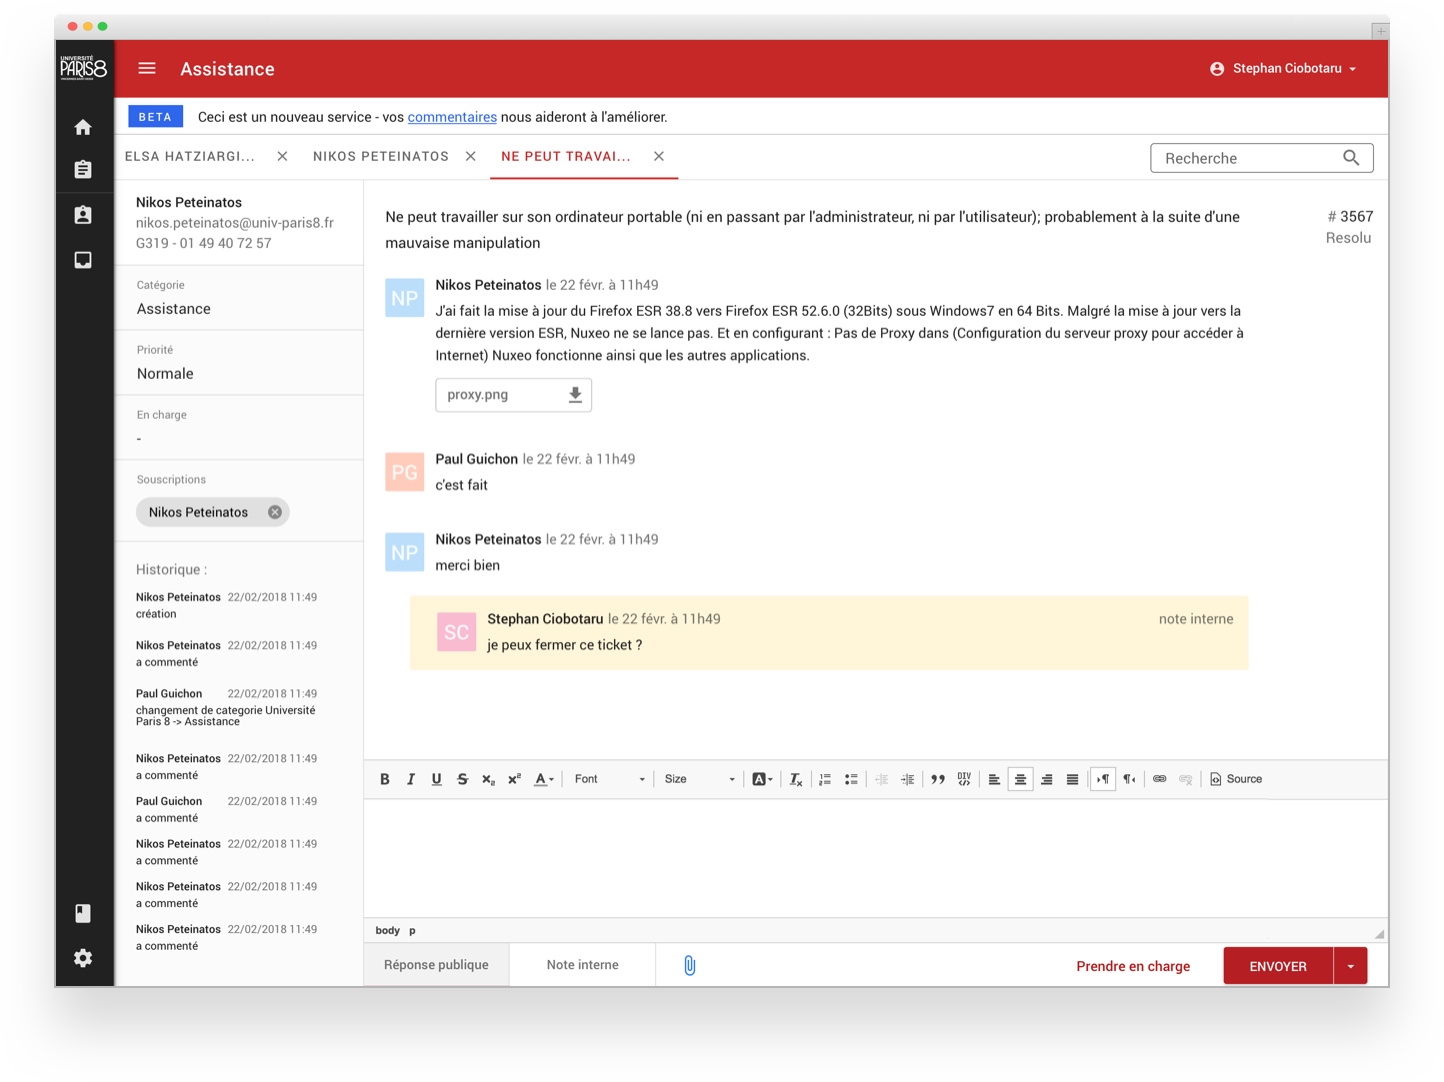 UNIVERSITÉ
PARIS8
Assistance
Stephan Ciobotaru
BETA
Ceci est un nouveau service - vos commentaires nous aideront à l'améliorer.
ELSA HATZIARGI...
NIKOS PETEINATOS
NE PEUT TRAVAI...
Recherche
Nikos Peteinatos
nikos.peteinatos@univ-paris8.fr
G319 - 01 49 40 72 57
Catégorie
Assistance
Priorité
Normale
En charge
-
Souscriptions
Nikos Peteinatos
Historique :
Nikos Peteinatos 22/02/2018 11:49
création
Nikos Peteinatos 22/02/2018 11:49
a commenté
Paul Guichon 22/02/2018 11:49
changement de categorie Université
Paris 8 -> Assistance
Nikos Peteinatos 22/02/2018 11:49
a commenté
Paul Guichon 22/02/2018 11:49
a commenté
Nikos Peteinatos 22/02/2018 11:49
a commenté
Nikos Peteinatos 22/02/2018 11:49
a commenté
Nikos Peteinatos 22/02/2018 11:49
a commenté
Ne peut travailler sur son ordinateur portable (ni en passant par l'administrateur, ni par l'utilisateur); probablement à la suite d'une
mauvaise manipulation
# 3567
Resolu
NP
Nikos Peteinatos le 22 févr. à 11h49
J'ai fait la mise à jour du Firefox ESR 38.8 vers Firefox ESR 52.6.0 (32Bits) sous Windows7 en 64 Bits. Malgré la mise à jour vers la
dernière version ESR, Nuxeo ne se lance pas. Et en configurant : Pas de Proxy dans (Configuration du serveur proxy pour accéder à
Internet) Nuxeo fonctionne ainsi que les autres applications.
proxy.png
PG
Paul Guichon le 22 févr. à 11h49
c'est fait
NP
Nikos Peteinatos le 22 févr. à 11h49
merci bien
SC
Stephan Ciobotaru le 22 févr. à 11h49
note interne
je peux fermer ce ticket ?
B I U S x₂ x² A Font Size A Tx DIV Source
body p
Réponse publique
Note interne
Prendre en charge
ENVOYER